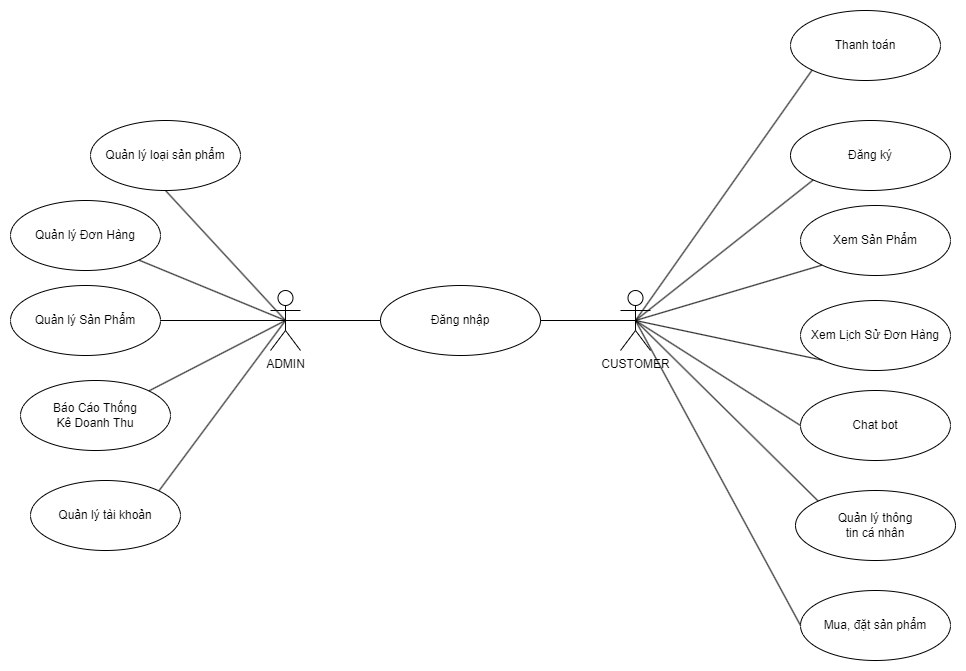 Thanh toán
Quản lý loại sản phẩm
Đăng ký
Quản lý Đơn Hàng
Xem Sản Phẩm
Quản lý Sản Phẩm
Đăng nhập
Xem Lịch Sử Đơn Hàng
ADMIN
CUSTOMER
Báo Cáo Thống
Kê Doanh Thu
Chat bot
Quản lý tài khoản
Quản lý thông
tin cá nhân
Mua, đặt sản phẩm